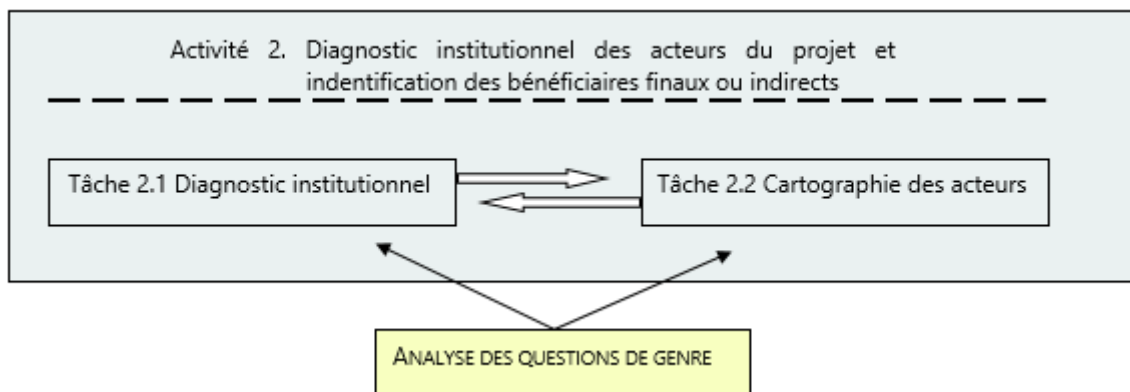 Activité 2. Diagnostic institutionnel des acteurs du projet et
indentification des bénéficiaires finaux ou indirects
Tâche 2.1 Diagnostic institutionnel
Tâche 2.2 Cartographie des acteurs
ANALYSE DES QUESTIONS DE GENRE